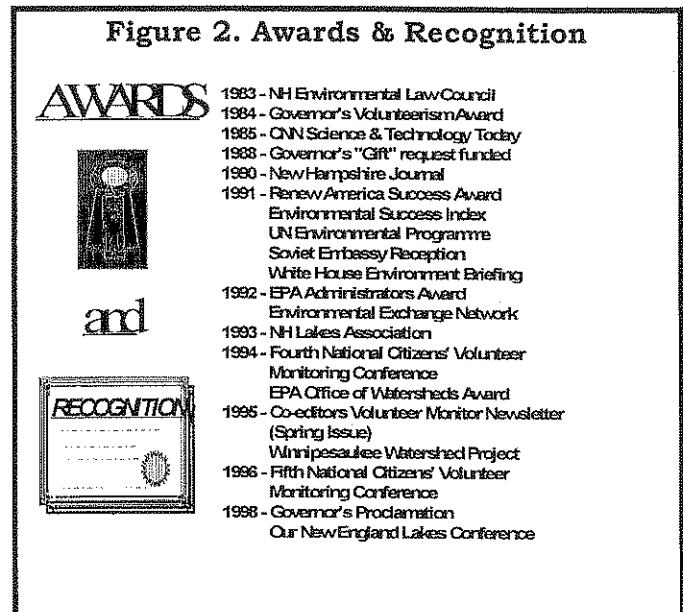 Figure 2. Awards & Recognition
AWARDS
1983 - NH Environmental Law Council
1984 - Governor's Volunteerism Award
1985 - CNN Science & Technology Today
1988 - Governor's "Gift" request funded
1990 - New Hampshire Journal
1991 - Renew America Success Award
Environmental Success Index
UN Environmental Programme
Soviet Embassy Reception
White House Environment Briefing
and
1992 - EPA Administrators Award
Environmental Exchange Network
1993 - NH Lakes Association
1994 - Fourth National Citizens' Volunteer
Monitoring Conference
EPA Office of Watersheds Award
RECOGNITION
1995 - Co-editors Volunteer Monitor Newsletter
(Spring Issue)
Winnipesaukee Watershed Project
1996 - Fifth National Citizens' Volunteer
Monitoring Conference
1998 - Governor's Proclamation
Our New England Lakes Conference